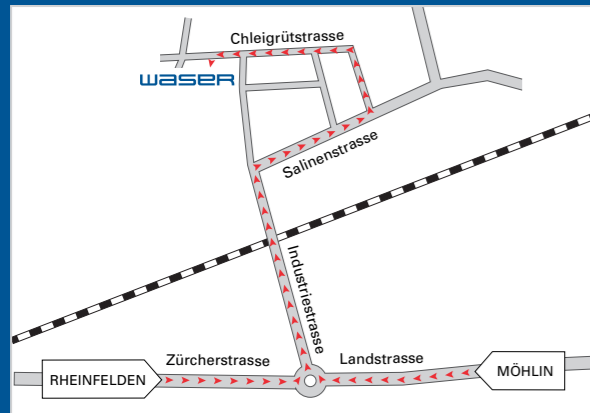 Chleigrütstrasse
waser
Salinenstrasse
Industriestrasse
Zürcherstrasse
Landstrasse
RHEINFELDEN
MÖHLIN